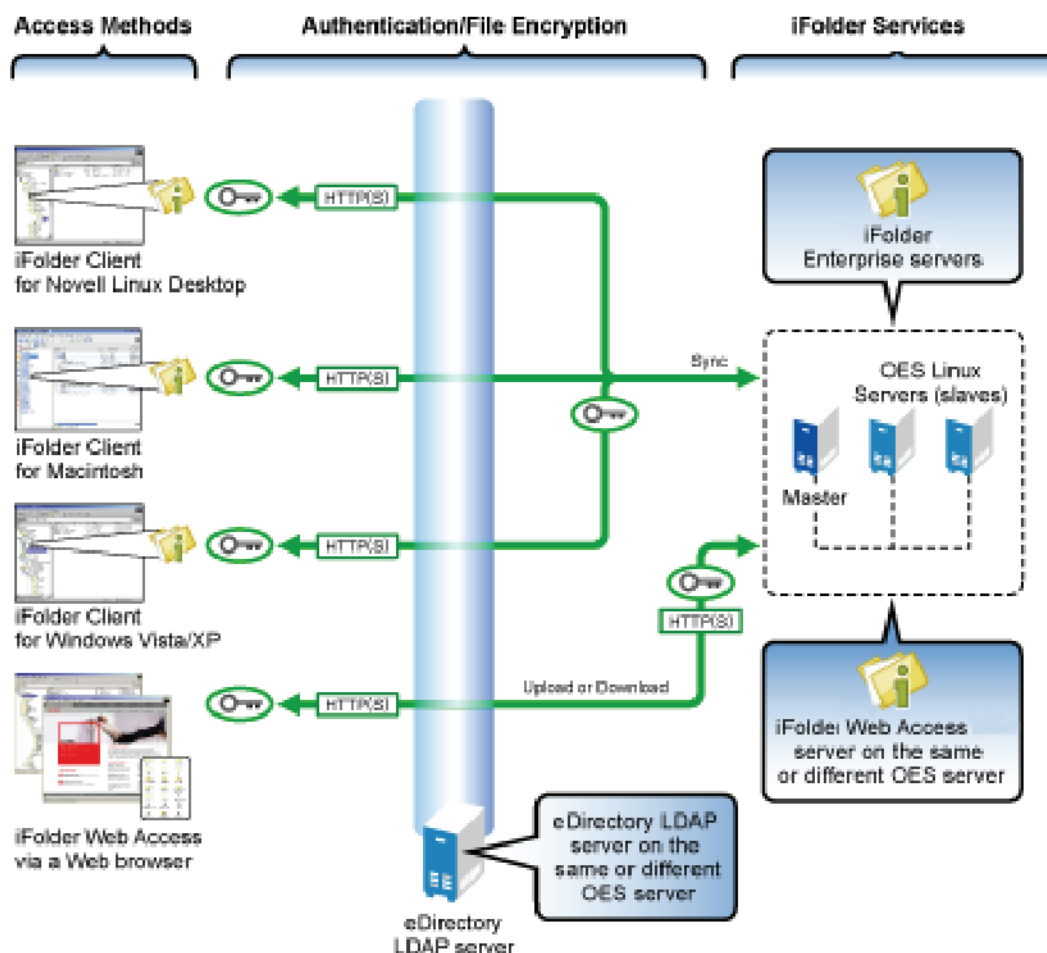 Access Methods
Authentication/File Encryption
iFolder Services
HTTP(S)
iFolder Client
for Novell Linux Desktop
iFolder
Enterprise servers
HTTP(S)
Sync
iFolder Client
for Macintosh
OES Linux
Servers (slaves)
Master
HTTP(S)
iFolder Client
for Windows Vista/XP
HTTP(S)
HTTP(S)
Upload or Download
iFolder Web Access
server on the same
or different OES server
iFolder Web Access
via a Web browser
eDirectory LDAP
server on the
same or different
OES server
eDirectory
LDAP server